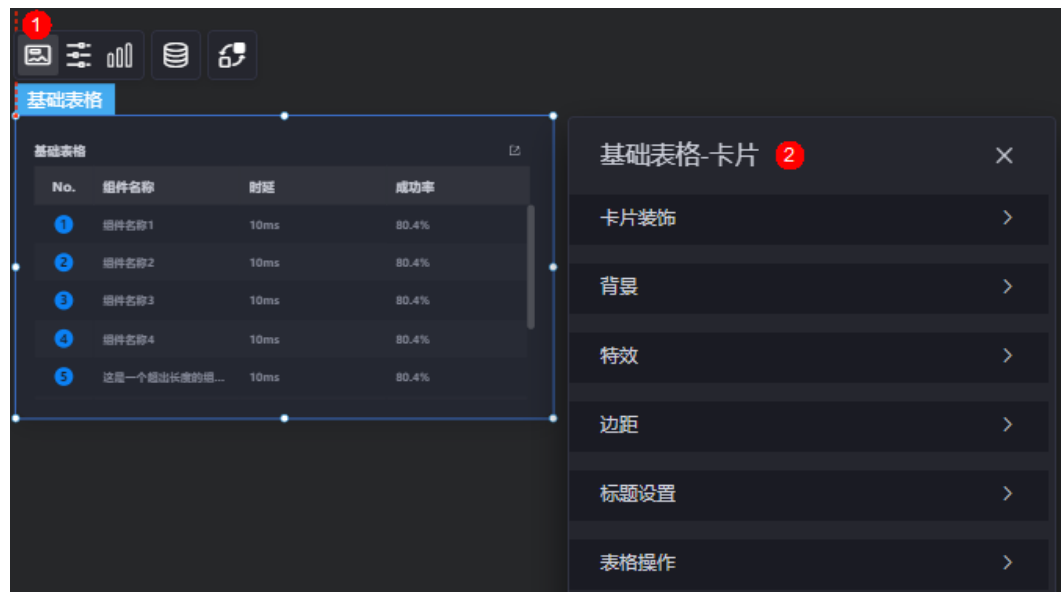 1
基础表格
基础表格
No. 组件名称 时延 成功率
1 组件名称1 10ms 80.4%
2 组件名称2 10ms 80.4%
3 组件名称3 10ms 80.4%
4 组件名称4 10ms 80.4%
5 这是一个超出长度的组... 10ms 80.4%
基础表格-卡片 2
卡片装饰
背景
特效
边距
标题设置
表格操作